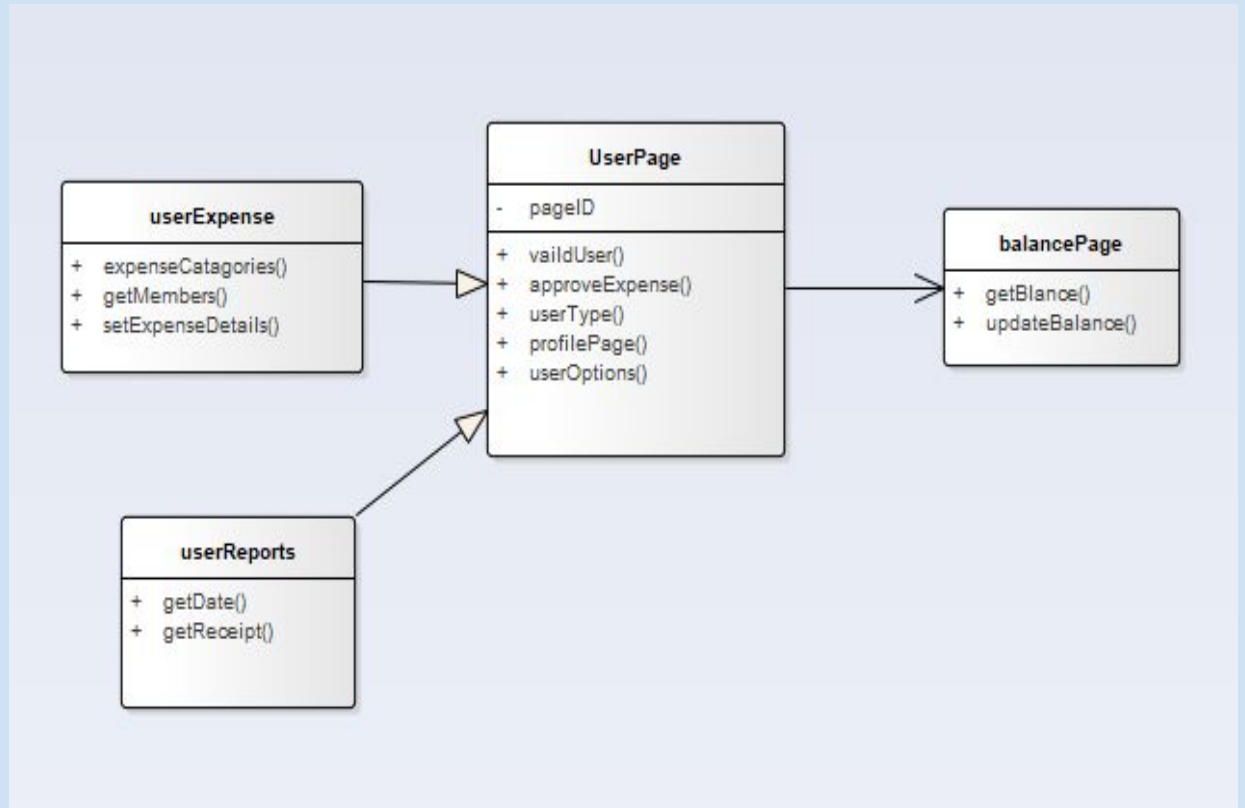 UserPage
- pageID
+ vaildUser()
+ approveExpense()
+ userType()
+ profilePage()
+ userOptions()
userExpense
+ expenseCatagories()
+ getMembers()
+ setExpenseDetails()
balancePage
+ getBlance()
+ updateBalance()
userReports
+ getDate()
+ getReceipt()